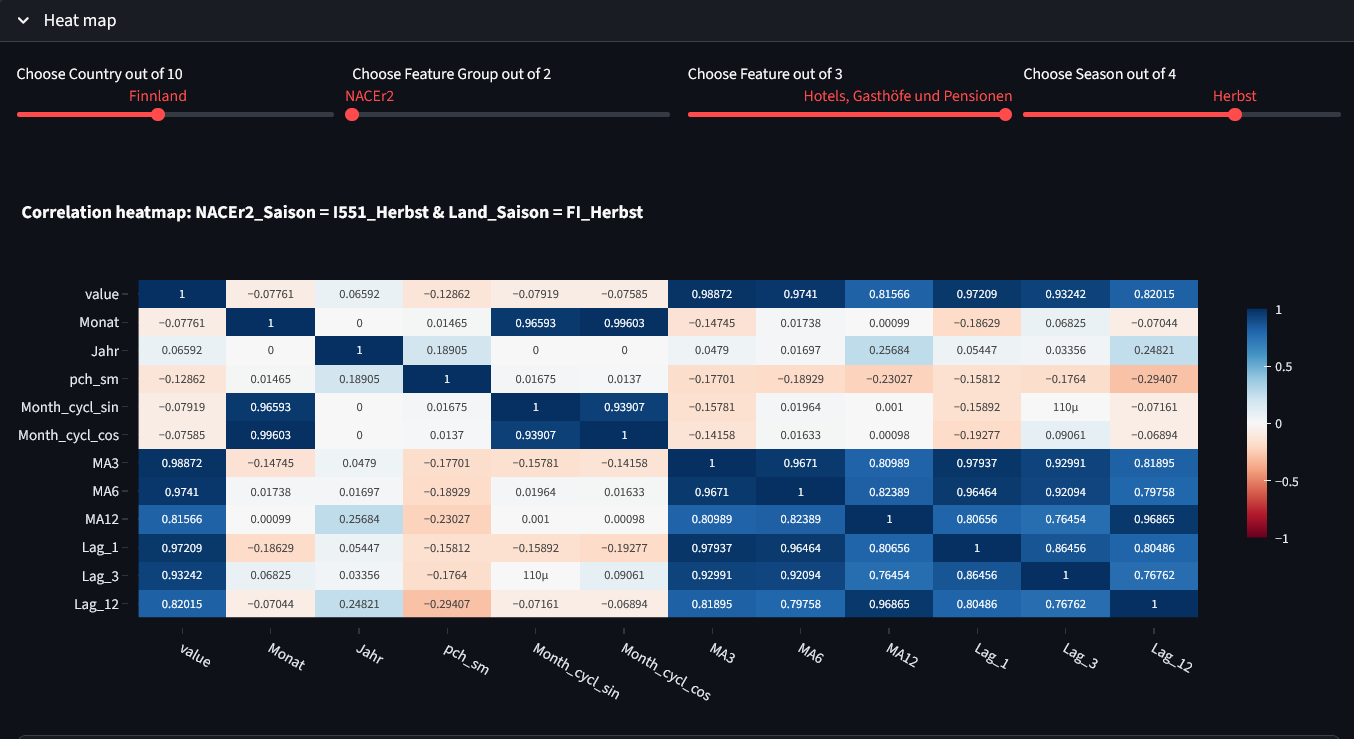 Heat map
Choose Country out of 10 Choose Feature Group out of 2 Choose Feature out of 3 Choose Season out of 4
Finnland NACEr2 Hotels, Gasthöfe und Pensionen Herbst
Correlation heatmap: NACEr2_Saison = I551_Herbst & Land_Saison = FI_Herbst
value 1 −0.07761 0.06592 −0.12862 −0.07919 −0.07585 0.98872 0.9741 0.81566 0.97209 0.93242 0.82015
Monat −0.07761 1 0 0.01465 0.96593 0.99603 −0.14745 0.01738 0.00099 −0.18629 0.06825 −0.07044
1
Jahr 0.06592 0 1 0.18905 0 0 0.0479 0.01697 0.25684 0.05447 0.03356 0.24821
0.5
pch_sm −0.12862 0.01465 0.18905 1 0.01675 0.0137 −0.17701 −0.18929 −0.23027 −0.15812 −0.1764 −0.29407
Month_cycl_sin −0.07919 0.96593 0 0.01675 1 0.93907 −0.15781 0.01964 0.001 −0.15892 110µ −0.07161
0
Month_cycl_cos −0.07585 0.99603 0 0.0137 0.93907 1 −0.14158 0.01633 0.00098 −0.19277 0.09061 −0.06894
MA3 0.98872 −0.14745 0.0479 −0.17701 −0.15781 −0.14158 1 0.9671 0.80989 0.97937 0.92991 0.81895
−0.5
MA6 0.9741 0.01738 0.01697 −0.18929 0.01964 0.01633 0.9671 1 0.82389 0.96464 0.92094 0.79758
MA12 0.81566 0.00099 0.25684 −0.23027 0.001 0.00098 0.80989 0.82389 1 0.80656 0.76454 0.96865
−1
Lag_1 0.97209 −0.18629 0.05447 −0.15812 −0.15892 −0.19277 0.97937 0.96464 0.80656 1 0.86456 0.80486
Lag_3 0.93242 0.06825 0.03356 −0.1764 110µ 0.09061 0.92991 0.92094 0.76454 0.86456 1 0.76762
Lag_12 0.82015 −0.07044 0.24821 −0.29407 −0.07161 −0.06894 0.81895 0.79758 0.96865 0.80486 0.76762 1
value Monat Jahr pch_sm Month_cycl_sin Month_cycl_cos MA3 MA6 MA12 Lag_1 Lag_3 Lag_12